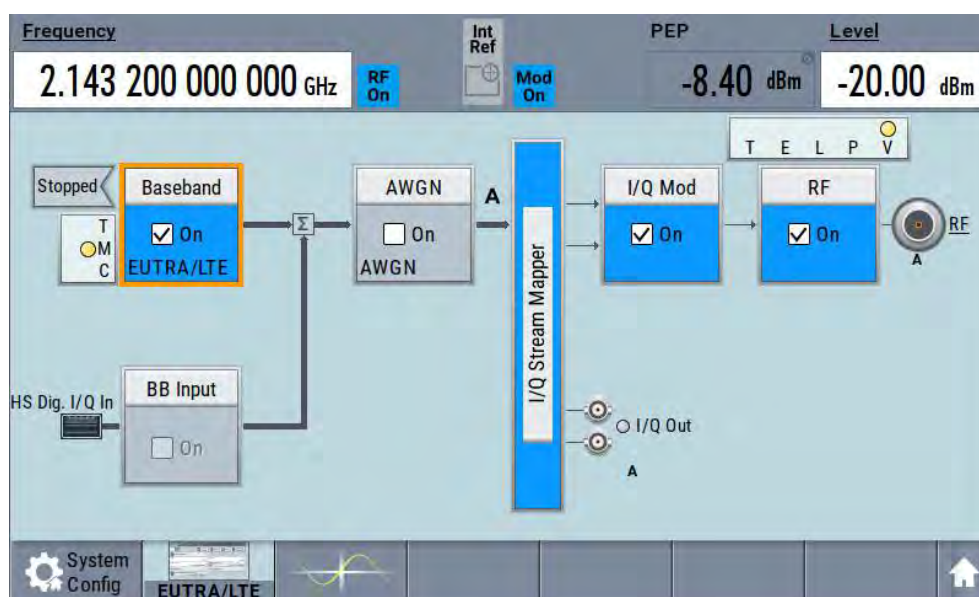 Frequency
Int
Ref
PEP
Level
2.143 200 000 000 GHz
RF
On
Mod
On
-8.40 dBm
-20.00 dBm
T E L P V
Stopped
Baseband
AWGN
A
I/Q Mod
RF
T
M
C
On
On
On
On
RF
EUTRA/LTE
AWGN
A
Σ
I/Q Stream Mapper
HS Dig. I/Q In
BB Input
On
I/Q Out
A
System
Config
EUTRA/LTE